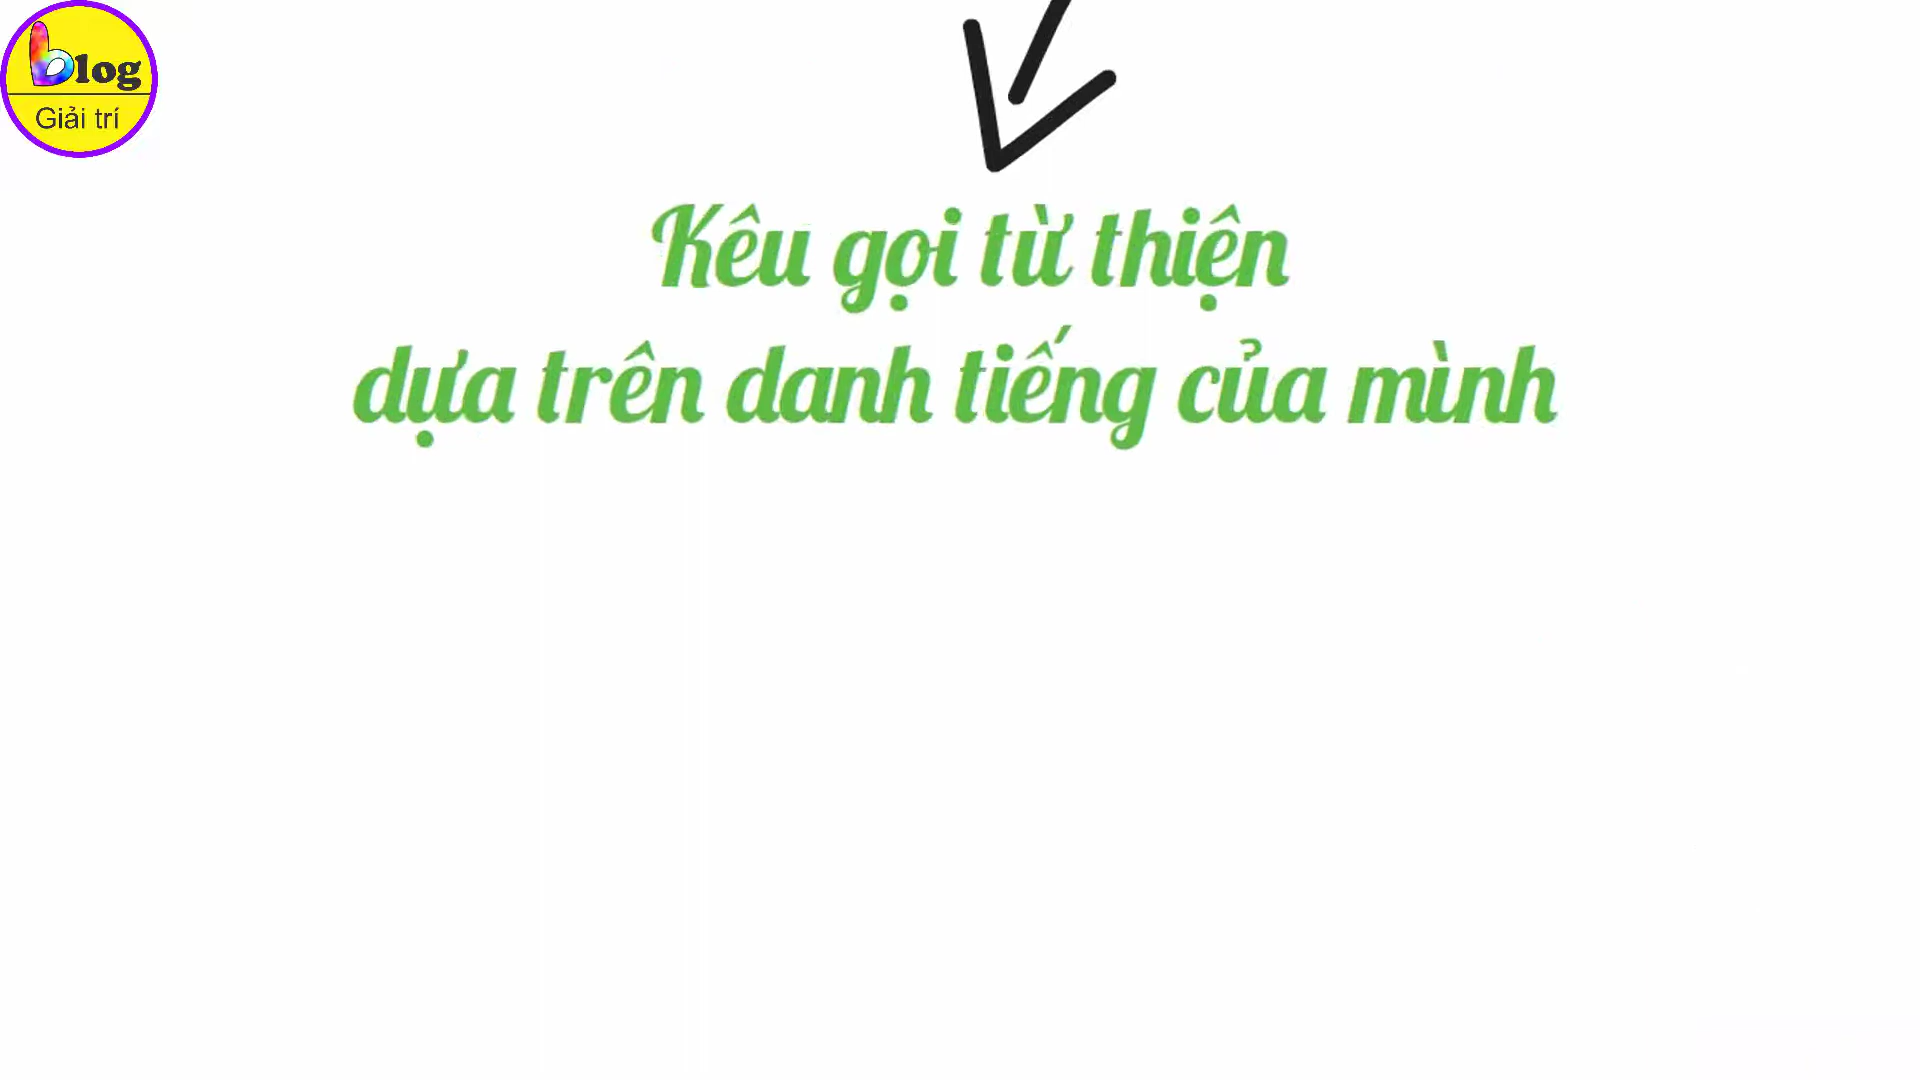 blog
Giải trí
Kêu gọi từ thiện
dựa trên danh tiếng của mình